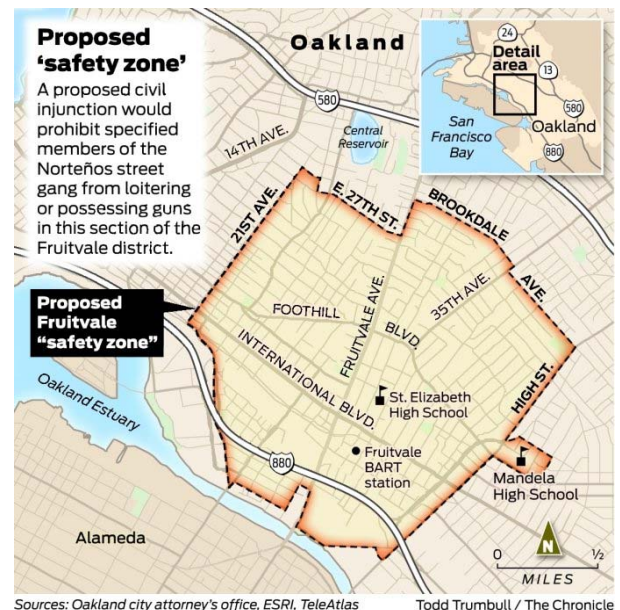 Proposed
‘safety zone’
A proposed civil
injunction would
prohibit specified
members of the
Norteños street
gang from loitering
or possessing guns
in this section of the
Fruitvale district.
Oakland
24
Detail
area
13
580
San
Francisco
Bay
Oakland
880
580
Central
Reservoir
14TH AVE.
21ST AVE.
E. 27TH ST.
BROOKDALE
AVE
35TH AVE.
FRUITVALE AVE.
FOOTHILL
BLVD.
INTERNATIONAL BLVD.
HIGH ST.
Proposed
Fruitvale
“safety zone”
Oakland Estuary
St. Elizabeth
High School
Fruitvale
BART
station
880
Mandela
High School
Alameda
N
0 ½
MILES
Sources: Oakland city attorney's office, ESRI, TeleAtlas
Todd Trumbull / The Chronicle